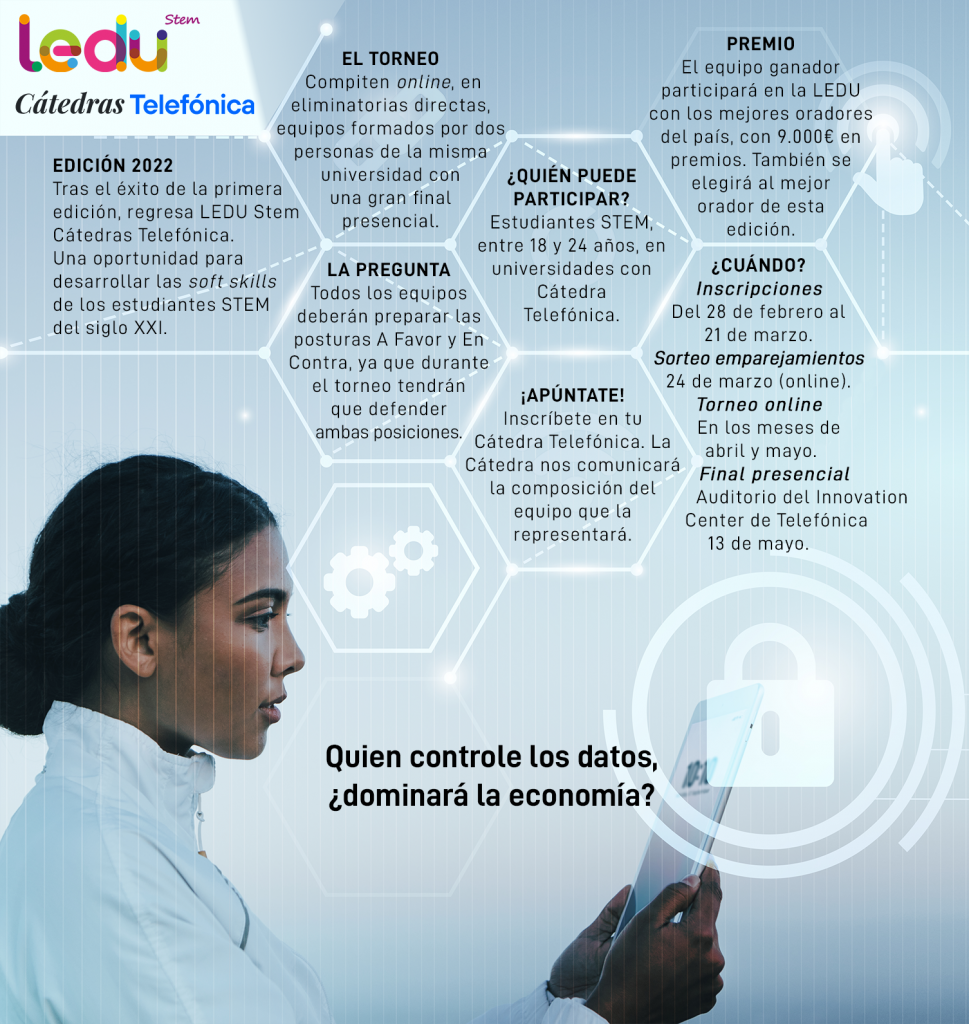 ledu Stem
Cátedras Telefónica
EDICIÓN 2022
Tras el éxito de la primera
edición, regresa LEDU Stem
Cátedras Telefónica.
Una oportunidad para
desarrollar las soft skills
de los estudiantes STEM
del siglo XXI.
EL TORNEO
Compiten online, en
eliminatorias directas,
equipos formados por dos
personas de la misma
universidad con
una gran final
presencial.
LA PREGUNTA
Todos los equipos
deberán preparar las
posturas A Favor y En
Contra, ya que durante
el torneo tendrán
que defender
ambas posiciones.
¿QUIÉN PUEDE
PARTICIPAR?
Estudiantes STEM,
entre 18 y 24 años, en
universidades con
Cátedra
Telefónica.
¡APÚNTATE!
Inscríbete en tu
Cátedra Telefónica. La
Cátedra nos comunicará
la composición del
equipo que la
representará.
PREMIO
El equipo ganador
participará en la LEDU
con los mejores oradores
del país, con 9.000€ en
premios. También se
elegirá al mejor
orador de esta
edición.
¿CUÁNDO?
Inscripciones
Del 28 de febrero al
21 de marzo.
Sorteo emparejamientos
24 de marzo (online).
Torneo online
En los meses de
abril y mayo.
Final presencial
Auditorio del Innovation
Center de Telefónica
13 de mayo.
Quien controle los datos,
¿dominará la economía?